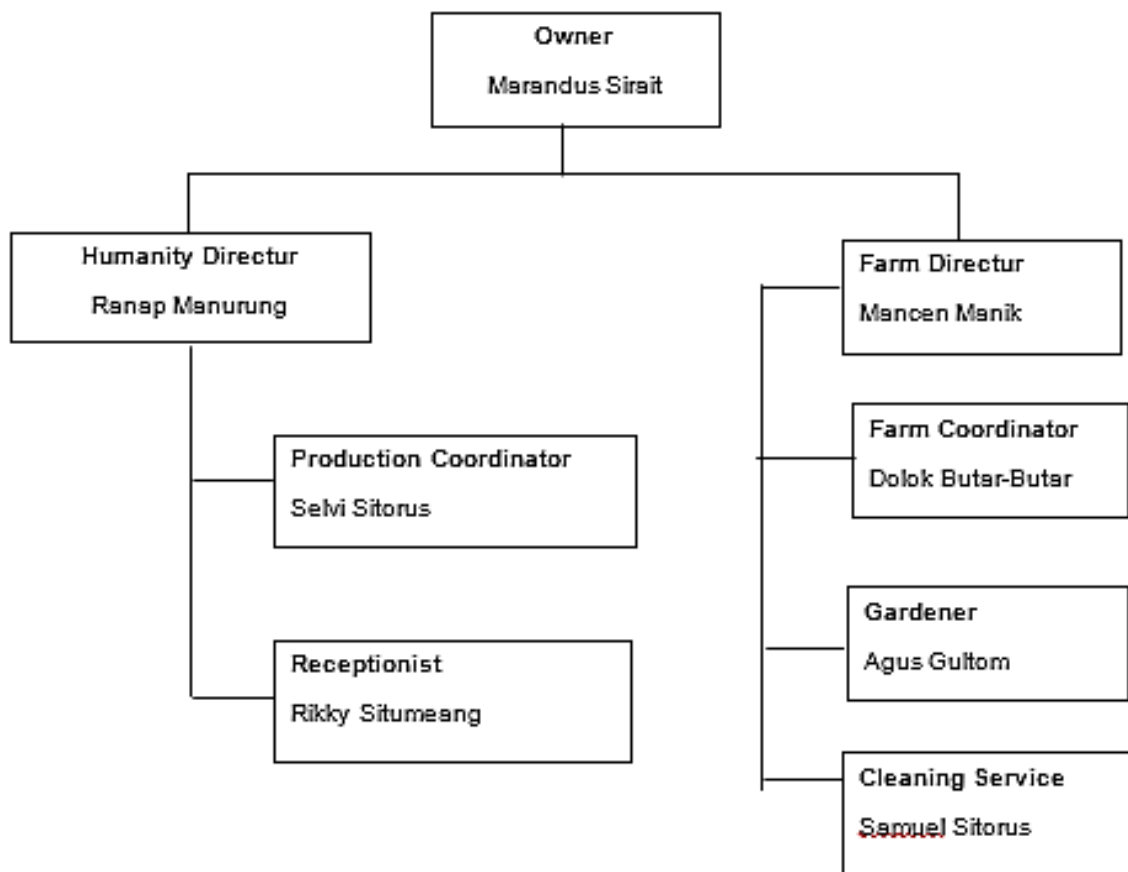 Owner
Marandus Sirait
Humanity Directur
Ranap Manurung
Farm Directur
Mancen Manik
Production Coordinator
Selvi Sitorus
Farm Coordinator
Dolok Butar-Butar
Receptionist
Rikky Situmeang
Gardener
Agus Gultom
Cleaning Service
Samuel Sitorus